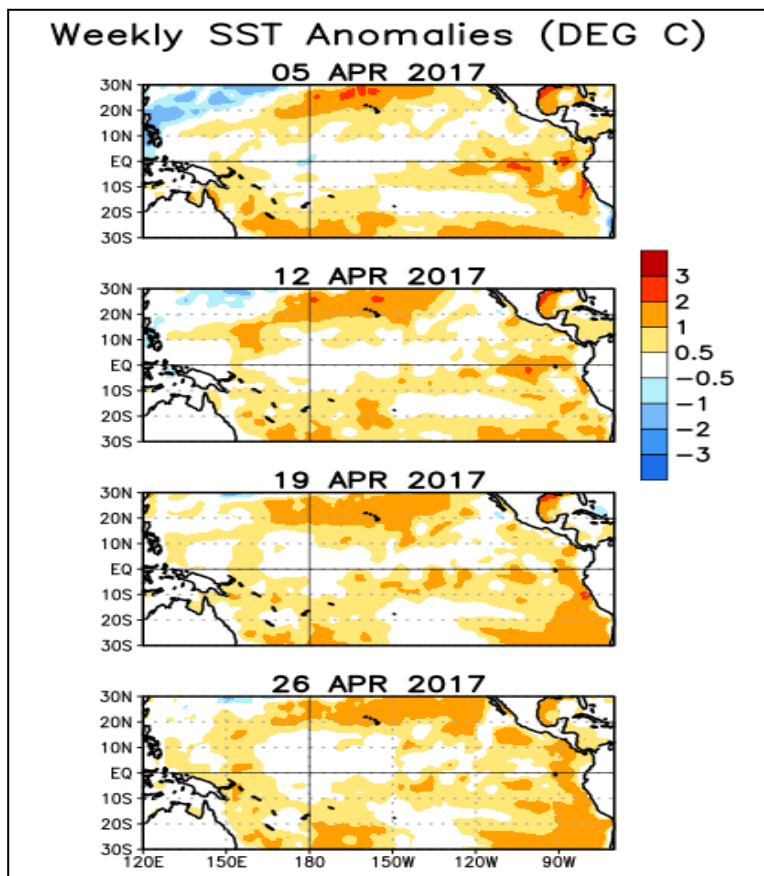 Weekly SST Anomalies (DEG C)
05 APR 2017
30N
20N
10N
EQ
10S
20S
30S
12 APR 2017
30N
20N
10N
EQ
10S
20S
30S
3
2
1
0.5
−0.5
−1
−2
−3
19 APR 2017
30N
20N
10N
EQ
10S
20S
30S
26 APR 2017
30N
20N
10N
EQ
10S
20S
30S
120E 150E 180 150W 120W 90W